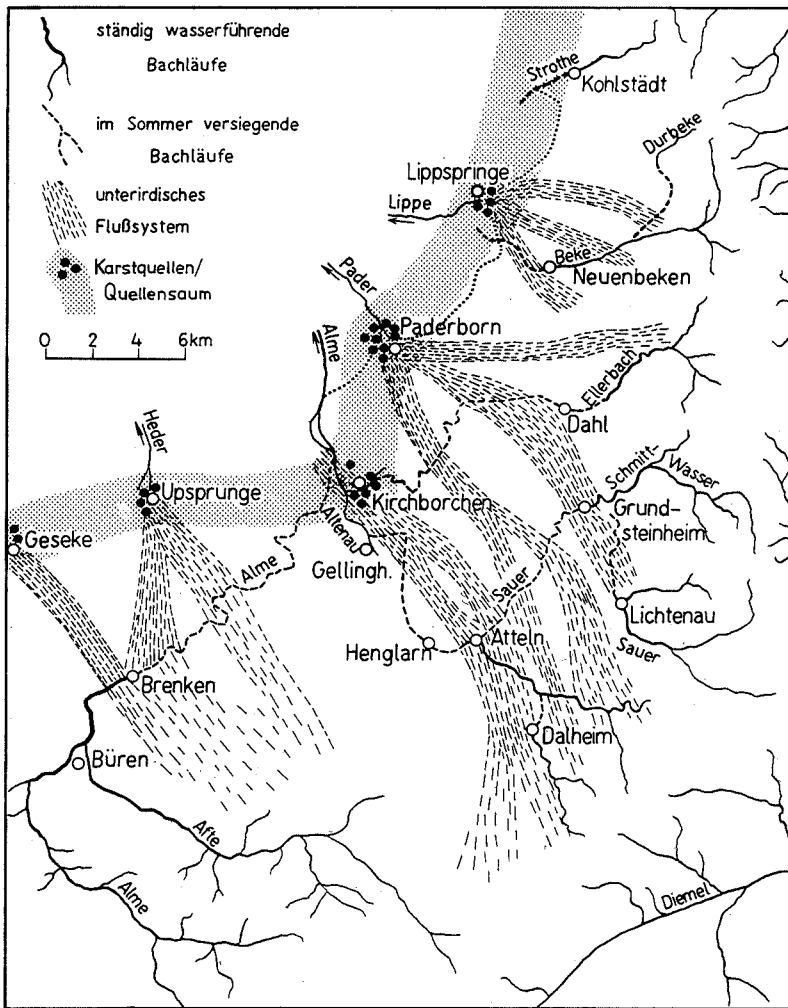 ständig wasserführende
Bachläufe
im Sommer versiegende
Bachläufe
unterirdisches
Flußsystem
Karstquellen/
Quellensaum
0 2 4 6km
Strothe
Kohlstädt
Durbeke
Lippspringe
Lippe
Beke
Neuenbeken
Pader
Paderborn
Alme
Ellerbach
Dahl
Heder
Schmitt-
Wasser
Upsprunge
Kirchborchen
Grund-
steinheim
Geseke
Altenau
Gellingh.
Alme
Sauer
Lichtenau
Henglarn
Atteln
Sauer
Brenken
Dalheim
Büren
Afte
Alme
Diemel